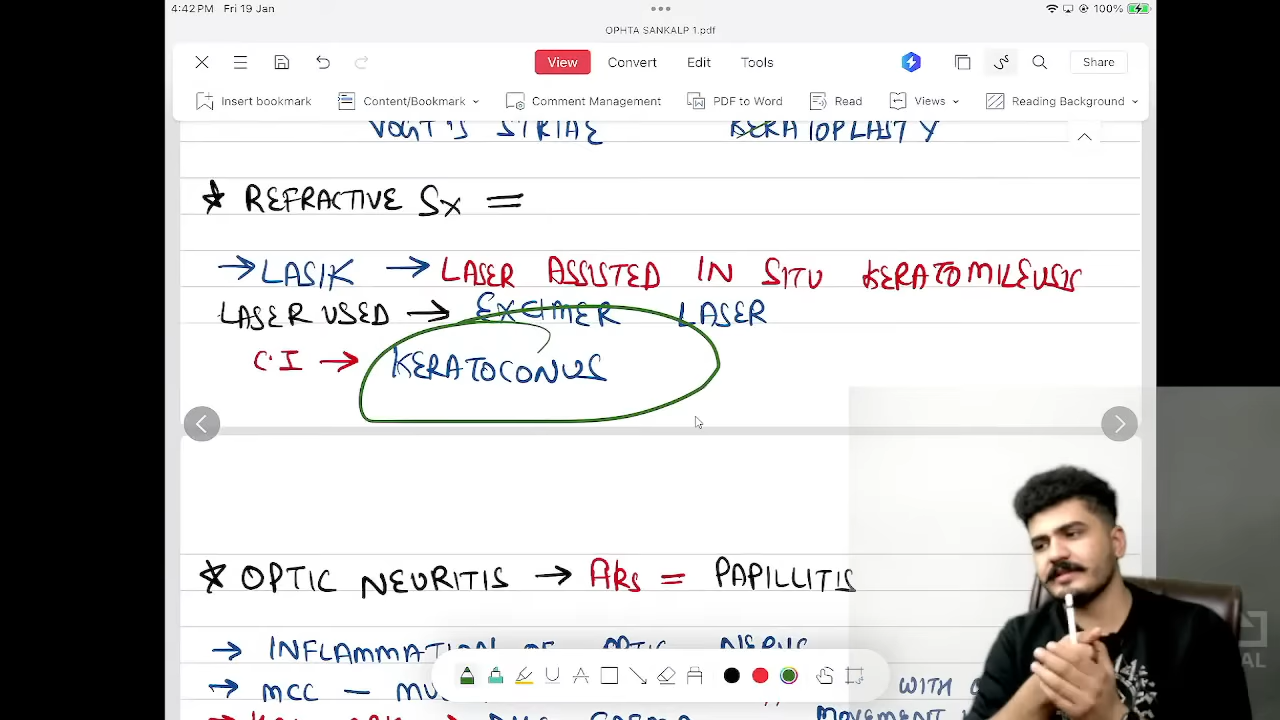 4:42 PM Fri 19 Jan
100%
OPHTA SANKALP 1.pdf
View Convert Edit Tools Share
Insert bookmark Content/Bookmark Comment Management PDF to Word Read Views Reading Background
VOGT'S STRIAE KERATOPLASTY
REFRACTIVE Sx =
→ LASIK → LASER ASSISTED IN SITU KERATOMILEUSIS
LASER USED → EXCIMER LASER
C.I → KERATOCONUS
OPTIC NEURITIS → AKs = PAPILLITIS
→ INFLAMMATION OF OPTIC NERVE
→ MCC –
WITH
MOVEMENT